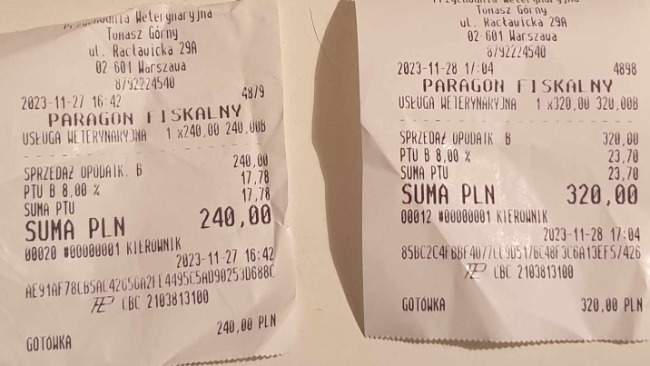 Przychodnia Weterynaryjna
Tomasz Górny
ul. Racławicka 29A
02-601 Warszawa
8792224540
2023-11-27 16:42 4879
PARAGON FISKALNY
USŁUGA WETERYNARYJNA 1 x240,00 240,00B
SPRZEDAŻ OPODATK. B 240,00
PTU B 8,00 % 17,78
SUMA PTU 17,78
SUMA PLN 240,00
00020 #00000001 KIEROWNIK
2023-11-27 16:42
CBC 2103813100
GOTÓWKA 240,00 PLN
Przychodnia Weterynaryjna
Tomasz Górny
ul. Racławicka 29A
02-601 Warszawa
8792224540
2023-11-28 17:04 4898
PARAGON FISKALNY
USŁUGA WETERYNARYJNA 1 x320,00 320,00B
SPRZEDAŻ OPODATK. B 320,00
PTU B 8,00 % 23,70
SUMA PTU 23,70
SUMA PLN 320,00
00012 #00000001 KIEROWNIK
2023-11-28 17:04
CBC 2103813100
GOTÓWKA 320,00 PLN